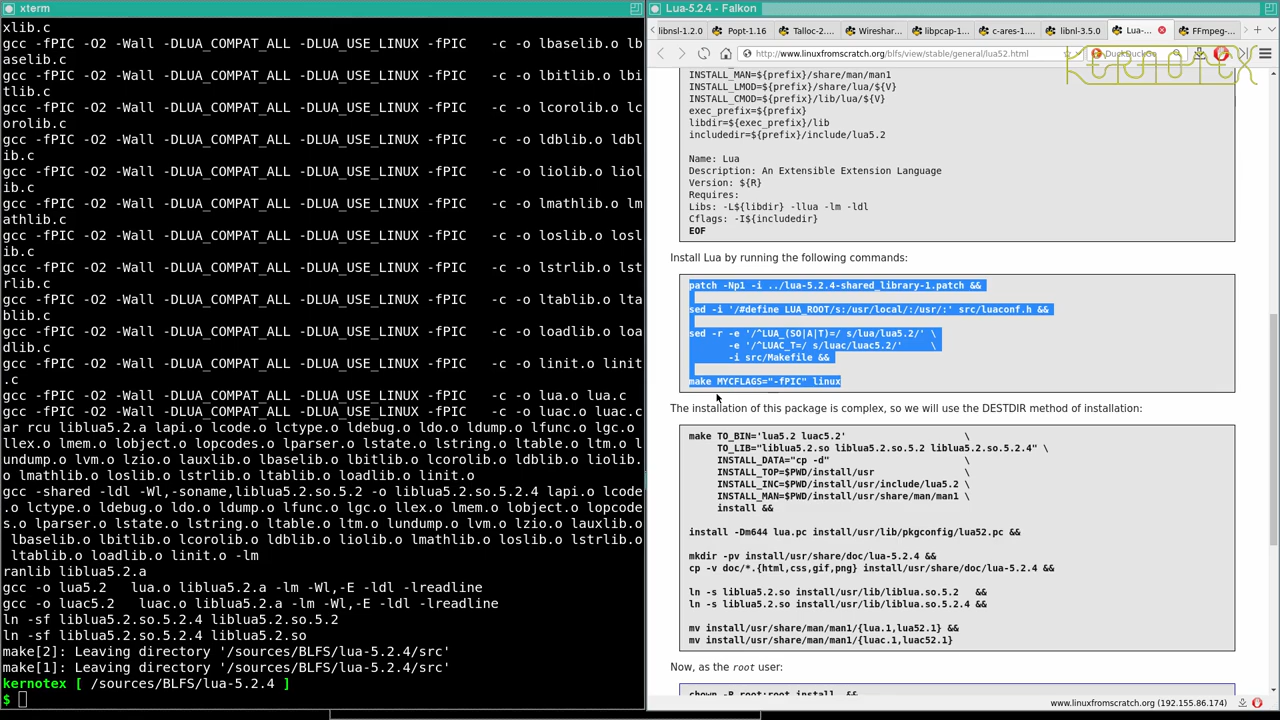 xterm
xlib.c
gcc -fPIC -O2 -Wall -DLUA_COMPAT_ALL -DLUA_USE_LINUX -fPIC   -c -o lbaselib.o lb
aselib.c
gcc -fPIC -O2 -Wall -DLUA_COMPAT_ALL -DLUA_USE_LINUX -fPIC   -c -o lbitlib.o lbi
tlib.c
gcc -fPIC -O2 -Wall -DLUA_COMPAT_ALL -DLUA_USE_LINUX -fPIC   -c -o lcorolib.o lc
orolib.c
gcc -fPIC -O2 -Wall -DLUA_COMPAT_ALL -DLUA_USE_LINUX -fPIC   -c -o ldblib.o ldbl
ib.c
gcc -fPIC -O2 -Wall -DLUA_COMPAT_ALL -DLUA_USE_LINUX -fPIC   -c -o liolib.o liol
ib.c
gcc -fPIC -O2 -Wall -DLUA_COMPAT_ALL -DLUA_USE_LINUX -fPIC   -c -o lmathlib.o lm
athlib.c
gcc -fPIC -O2 -Wall -DLUA_COMPAT_ALL -DLUA_USE_LINUX -fPIC   -c -o loslib.o losl
ib.c
gcc -fPIC -O2 -Wall -DLUA_COMPAT_ALL -DLUA_USE_LINUX -fPIC   -c -o lstrlib.o lst
rlib.c
gcc -fPIC -O2 -Wall -DLUA_COMPAT_ALL -DLUA_USE_LINUX -fPIC   -c -o ltablib.o lta
blib.c
gcc -fPIC -O2 -Wall -DLUA_COMPAT_ALL -DLUA_USE_LINUX -fPIC   -c -o loadlib.o loa
dlib.c
gcc -fPIC -O2 -Wall -DLUA_COMPAT_ALL -DLUA_USE_LINUX -fPIC   -c -o linit.o linit
.c
gcc -fPIC -O2 -Wall -DLUA_COMPAT_ALL -DLUA_USE_LINUX -fPIC   -c -o lua.o lua.c
gcc -fPIC -O2 -Wall -DLUA_COMPAT_ALL -DLUA_USE_LINUX -fPIC   -c -o luac.o luac.c
ar rcu liblua5.2.a lapi.o lcode.o lctype.o ldebug.o ldo.o ldump.o lfunc.o lgc.o
llex.o lmem.o lobject.o lopcodes.o lparser.o lstate.o lstring.o ltable.o ltm.o l
undump.o lvm.o lzio.o lauxlib.o lbaselib.o lbitlib.o lcorolib.o ldblib.o liolib.
o lmathlib.o loslib.o lstrlib.o ltablib.o loadlib.o linit.o
gcc -shared -ldl -Wl,-soname,liblua5.2.so.5.2 -o liblua5.2.so.5.2.4 lapi.o lcode
.o lctype.o ldebug.o ldo.o ldump.o lfunc.o lgc.o llex.o lmem.o lobject.o lopcode
s.o lparser.o lstate.o lstring.o ltable.o ltm.o lundump.o lvm.o lzio.o lauxlib.o
lbaselib.o lbitlib.o lcorolib.o ldblib.o liolib.o lmathlib.o loslib.o lstrlib.o
 ltablib.o loadlib.o linit.o -lm
ranlib liblua5.2.a
gcc -o lua5.2   lua.o liblua5.2.a -lm -Wl,-E -ldl -lreadline
gcc -o luac5.2   luac.o liblua5.2.a -lm -Wl,-E -ldl -lreadline
ln -sf liblua5.2.so.5.2.4 liblua5.2.so.5.2
ln -sf liblua5.2.so.5.2.4 liblua5.2.so
make[2]: Leaving directory '/sources/BLFS/lua-5.2.4/src'
make[1]: Leaving directory '/sources/BLFS/lua-5.2.4/src'
kernotex [ /sources/BLFS/lua-5.2.4 ]
$
Lua-5.2.4 - Falkon
libnsl-1.2.0 Popt-1.16 Talloc-2... Wireshar... libpcap-1... c-ares-1... libnl-3.5.0 Lua-... FFmpeg-...
http://www.linuxfromscratch.org/blfs/view/stable/general/lua52.html DuckDuckGo
KERNOTEX
INSTALL_MAN=${prefix}/share/man/man1
INSTALL_LMOD=${prefix}/share/lua/${V}
INSTALL_CMOD=${prefix}/lib/lua/${V}
exec_prefix=${prefix}
libdir=${exec_prefix}/lib
includedir=${prefix}/include/lua5.2
Name: Lua
Description: An Extensible Extension Language
Version: ${R}
Requires:
Libs: -L${libdir} -llua -lm -ldl
Cflags: -I${includedir}
EOF
Install Lua by running the following commands:
patch -Np1 -i ../lua-5.2.4-shared_library-1.patch &&
sed -i '/#define LUA_ROOT/s:/usr/local/:/usr/:' src/luaconf.h &&
sed -r -e '/^LUA_(SO|A|T)=/ s/lua/lua5.2/' \
-e '/^LUAC_T=/ s/luac/luac5.2/' \
-i src/Makefile &&
make MYCFLAGS="-fPIC" linux
The installation of this package is complex, so we will use the DESTDIR method of installation:
make TO_BIN='lua5.2 luac5.2' \
TO_LIB="liblua5.2.so liblua5.2.so.5.2 liblua5.2.so.5.2.4" \
INSTALL_DATA="cp -d" \
INSTALL_TOP=$PWD/install/usr \
INSTALL_INC=$PWD/install/usr/include/lua5.2 \
INSTALL_MAN=$PWD/install/usr/share/man/man1 \
install &&
install -Dm644 lua.pc install/usr/lib/pkgconfig/lua52.pc &&
mkdir -pv install/usr/share/doc/lua-5.2.4 &&
cp -v doc/*.{html,css,gif,png} install/usr/share/doc/lua-5.2.4 &&
ln -s liblua5.2.so install/usr/lib/liblua.so.5.2 &&
ln -s liblua5.2.so install/usr/lib/liblua.so.5.2.4 &&
mv install/usr/share/man/man1/{lua.1,lua52.1} &&
mv install/usr/share/man/man1/{luac.1,luac52.1}
Now, as the root user:
chown -R root:root install &&
www.linuxfromscratch.org (192.155.86.174)